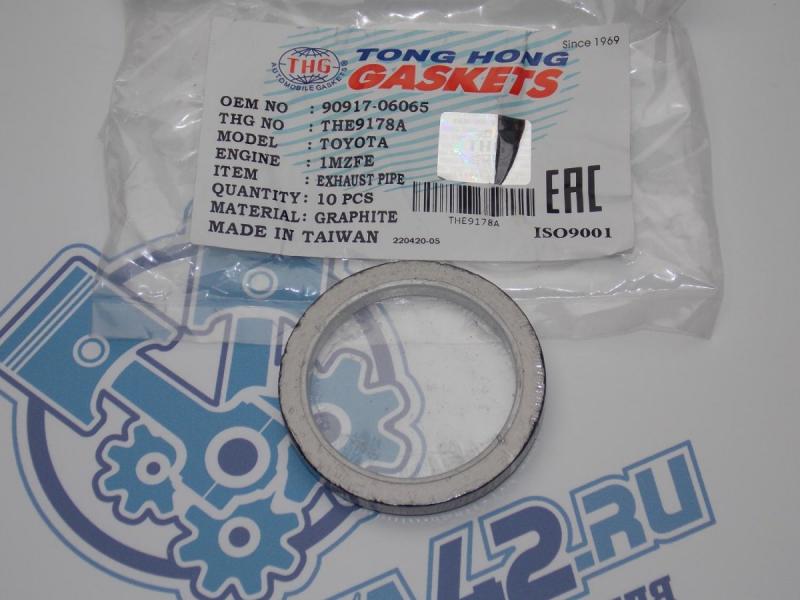 Since 1969
THG
AUTOMOBILE GASKETS®
TONG HONG
GASKETS
OEM NO : 90917-06065
THG NO : THE9178A
MODEL : TOYOTA
ENGINE : 1MZFE
ITEM : EXHAUST PIPE
QUANTITY : 10 PCS
MATERIAL : GRAPHITE
MADE IN TAIWAN 220420-05
THE9178A
EAC
ISO9001
42.RU